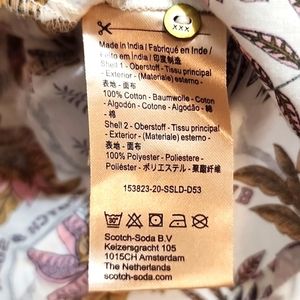 xxx
Made in India / Fabriqué en Inde /
Feito em India / 印度制造
Shell 1 - Oberstoff - Tissu principal
- Exterior - (Materiale) esterno -
表地 - 面布
100% Cotton - Baumwolle - Coton -
Algodón - Cotone - Algodão - 綿
- 棉
Shell 2 - Oberstoff - Tissu principal
- Exterior - (Materiale) esterno -
表地 - 面布
100% Polyester - Poliestere -
Poliéster - ポリエステル - 聚酯纤维
153823-20-SSLD-D53
Scotch-Soda B.V
Keizersgracht 105
1015CH Amsterdam
The Netherlands
scotch-soda.com